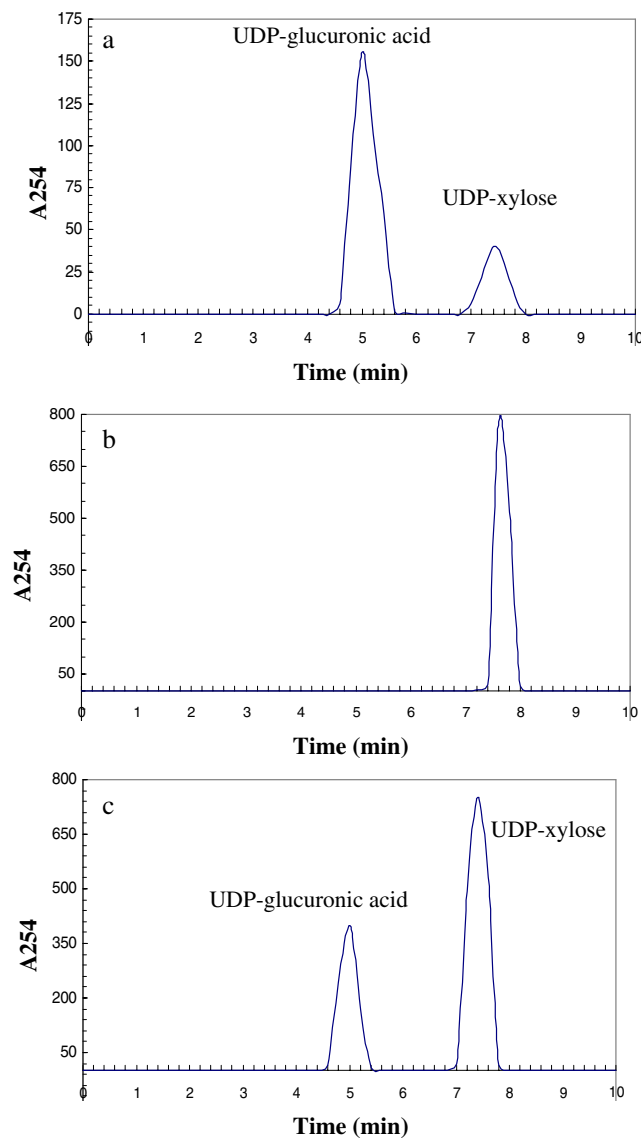 a
UDP-glucuronic acid
UDP-xylose
175
150
125
100
75
50
25
0
A254
0 1 2 3 4 5 6 7 8 9 10
Time (min)
b
800
650
500
350
200
50
A254
0 1 2 3 4 5 6 7 8 9 10
Time (min)
c
UDP-xylose
UDP-glucuronic acid
800
650
500
350
200
50
A254
0 1 2 3 4 5 6 7 8 9 10
Time (min)